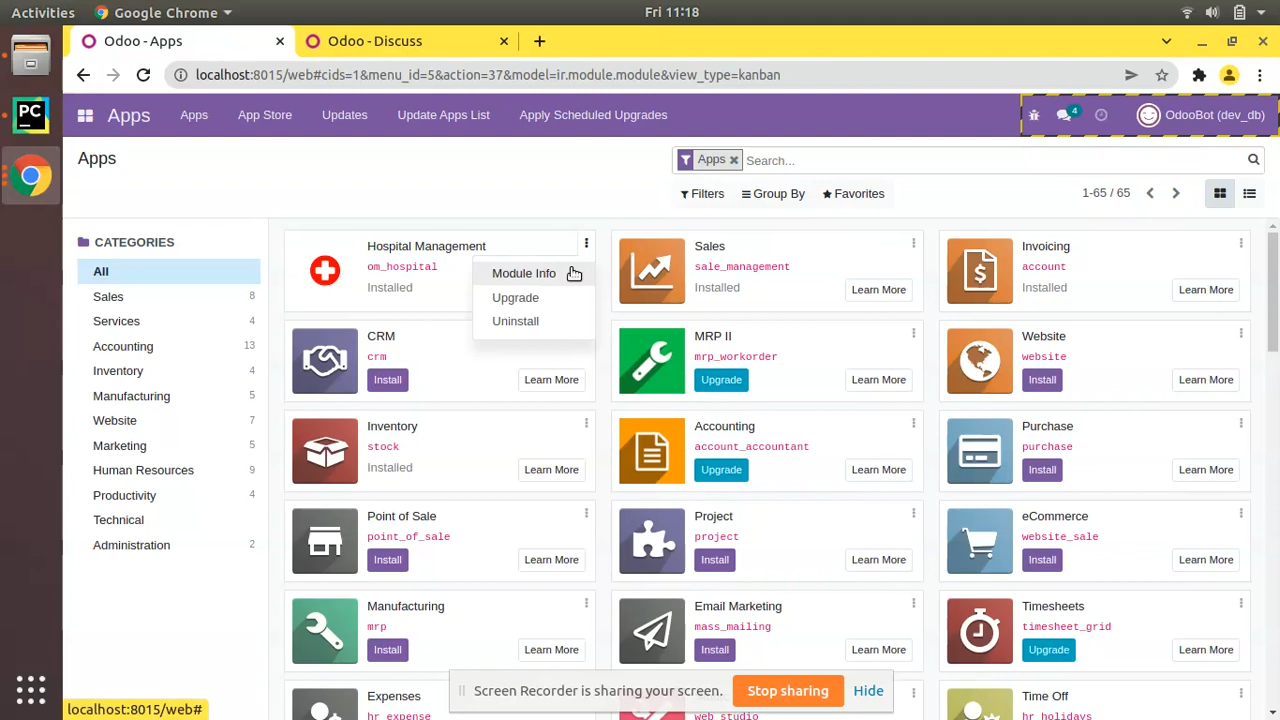 Activities
Google Chrome
Fri 11:18
Odoo - Apps
Odoo - Discuss
localhost:8015/web#cids=1&menu_id=5&action=37&model=ir.module.module&view_type=kanban
Apps
Apps
App Store
Updates
Update Apps List
Apply Scheduled Upgrades
4
OdooBot (dev_db)
Apps
Apps
Search...
Filters
Group By
Favorites
1-65 / 65
CATEGORIES
All
Sales 8
Services 4
Accounting 13
Inventory 4
Manufacturing 5
Website 7
Marketing 5
Human Resources 9
Productivity 4
Technical
Administration 2
Hospital Management
om_hospital
Installed
Module Info
Upgrade
Uninstall
Sales
sale_management
Installed
Learn More
Invoicing
account
Installed
Learn More
CRM
crm
Install
Learn More
MRP II
mrp_workorder
Upgrade
Learn More
Website
website
Install
Learn More
Inventory
stock
Installed
Learn More
Accounting
account_accountant
Upgrade
Learn More
Purchase
purchase
Install
Learn More
Point of Sale
point_of_sale
Install
Learn More
Project
project
Install
Learn More
eCommerce
website_sale
Install
Learn More
Manufacturing
mrp
Install
Learn More
Email Marketing
mass_mailing
Install
Learn More
Timesheets
timesheet_grid
Upgrade
Learn More
Expenses
hr_expense
web_studio
Time Off
hr_holidays
Screen Recorder is sharing your screen.
Stop sharing
Hide
localhost:8015/web#
PC